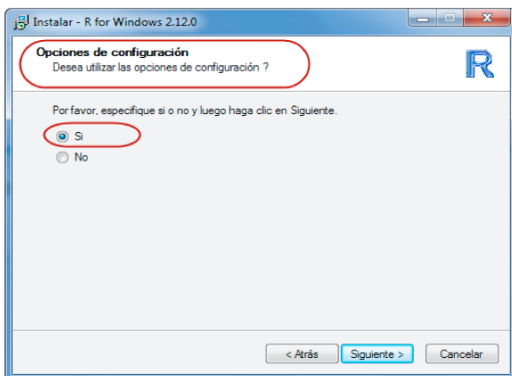 Instalar - R for Windows 2.12.0
Opciones de configuración
Desea utilizar las opciones de configuración ?
R
Por favor, especifique si o no y luego haga clic en Siguiente.
Si
No
< Atrás
Siguiente >
Cancelar